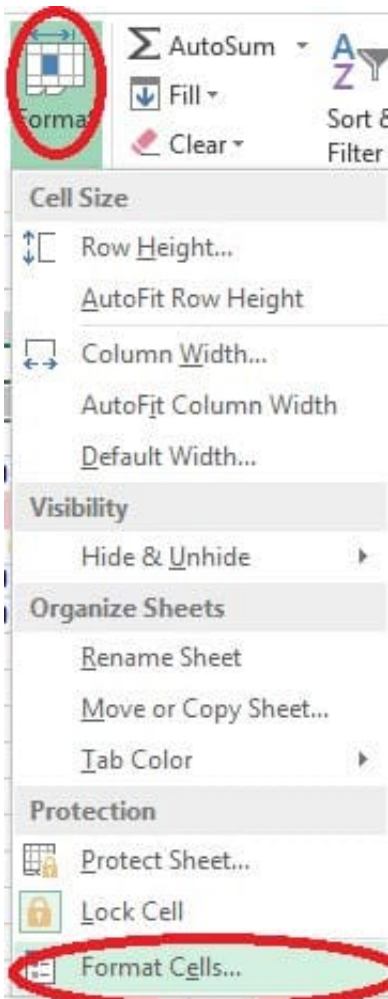 AutoSum
Fill
Clear
Sort &
Filter
Format
Cell Size
Row Height...
AutoFit Row Height
Column Width...
AutoFit Column Width
Default Width...
Visibility
Hide & Unhide
Organize Sheets
Rename Sheet
Move or Copy Sheet...
Tab Color
Protection
Protect Sheet...
Lock Cell
Format Cells...